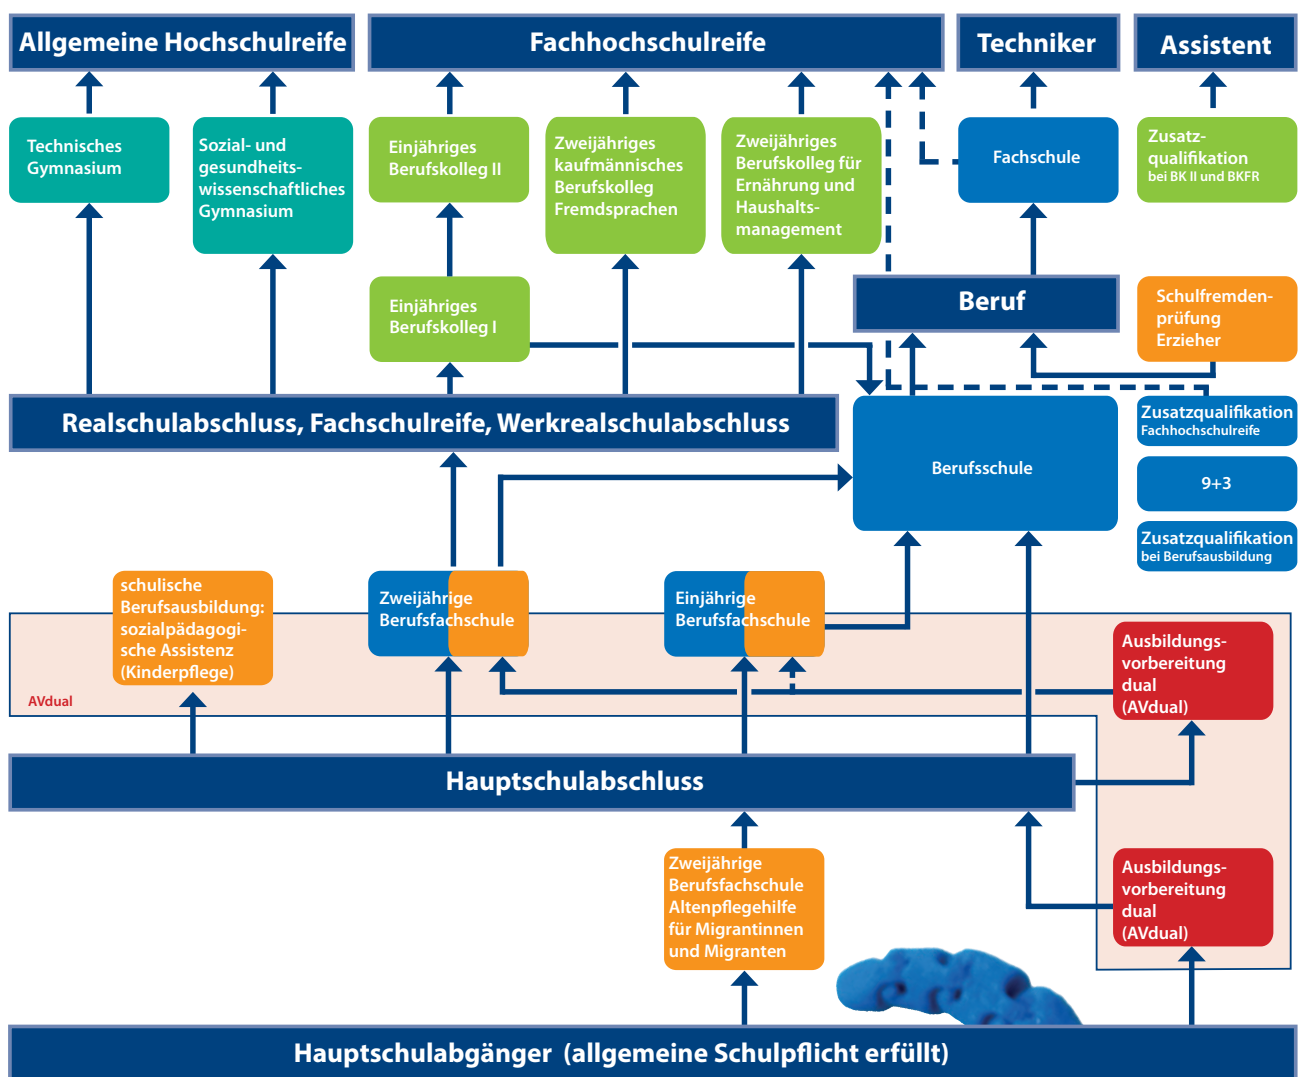 Allgemeine Hochschulreife
Fachhochschulreife
Techniker
Assistent
Technisches
Gymnasium
Sozial- und
gesundheits-
wissenschaftliches
Gymnasium
Einjähriges
Berufskolleg II
Zweijähriges
kaufmännisches
Berufskolleg
Fremdsprachen
Zweijähriges
Berufskolleg für
Ernährung und
Haushalts-
management
Fachschule
Zusatz-
qualifikation
bei BK II und BKFR
Einjähriges
Berufskolleg I
Beruf
Schulfremden-
prüfung
Erzieher
Realschulabschluss, Fachschulreife, Werkrealschulabschluss
Berufsschule
Zusatzqualifikation
Fachhochschulreife
9+3
Zusatzqualifikation
bei Berufsausbildung
schulische
Berufsausbildung:
sozialpädagogi-
sche Assistenz
(Kinderpflege)
Zweijährige
Berufsfachschule
Einjährige
Berufsfachschule
Ausbildungs-
vorbereitung
dual
(AVdual)
AVdual
Hauptschulabschluss
Zweijährige
Berufsfachschule
Altenpflegehilfe
für Migrantinnen
und Migranten
Ausbildungs-
vorbereitung
dual
(AVdual)
Hauptschulabgänger (allgemeine Schulpflicht erfüllt)